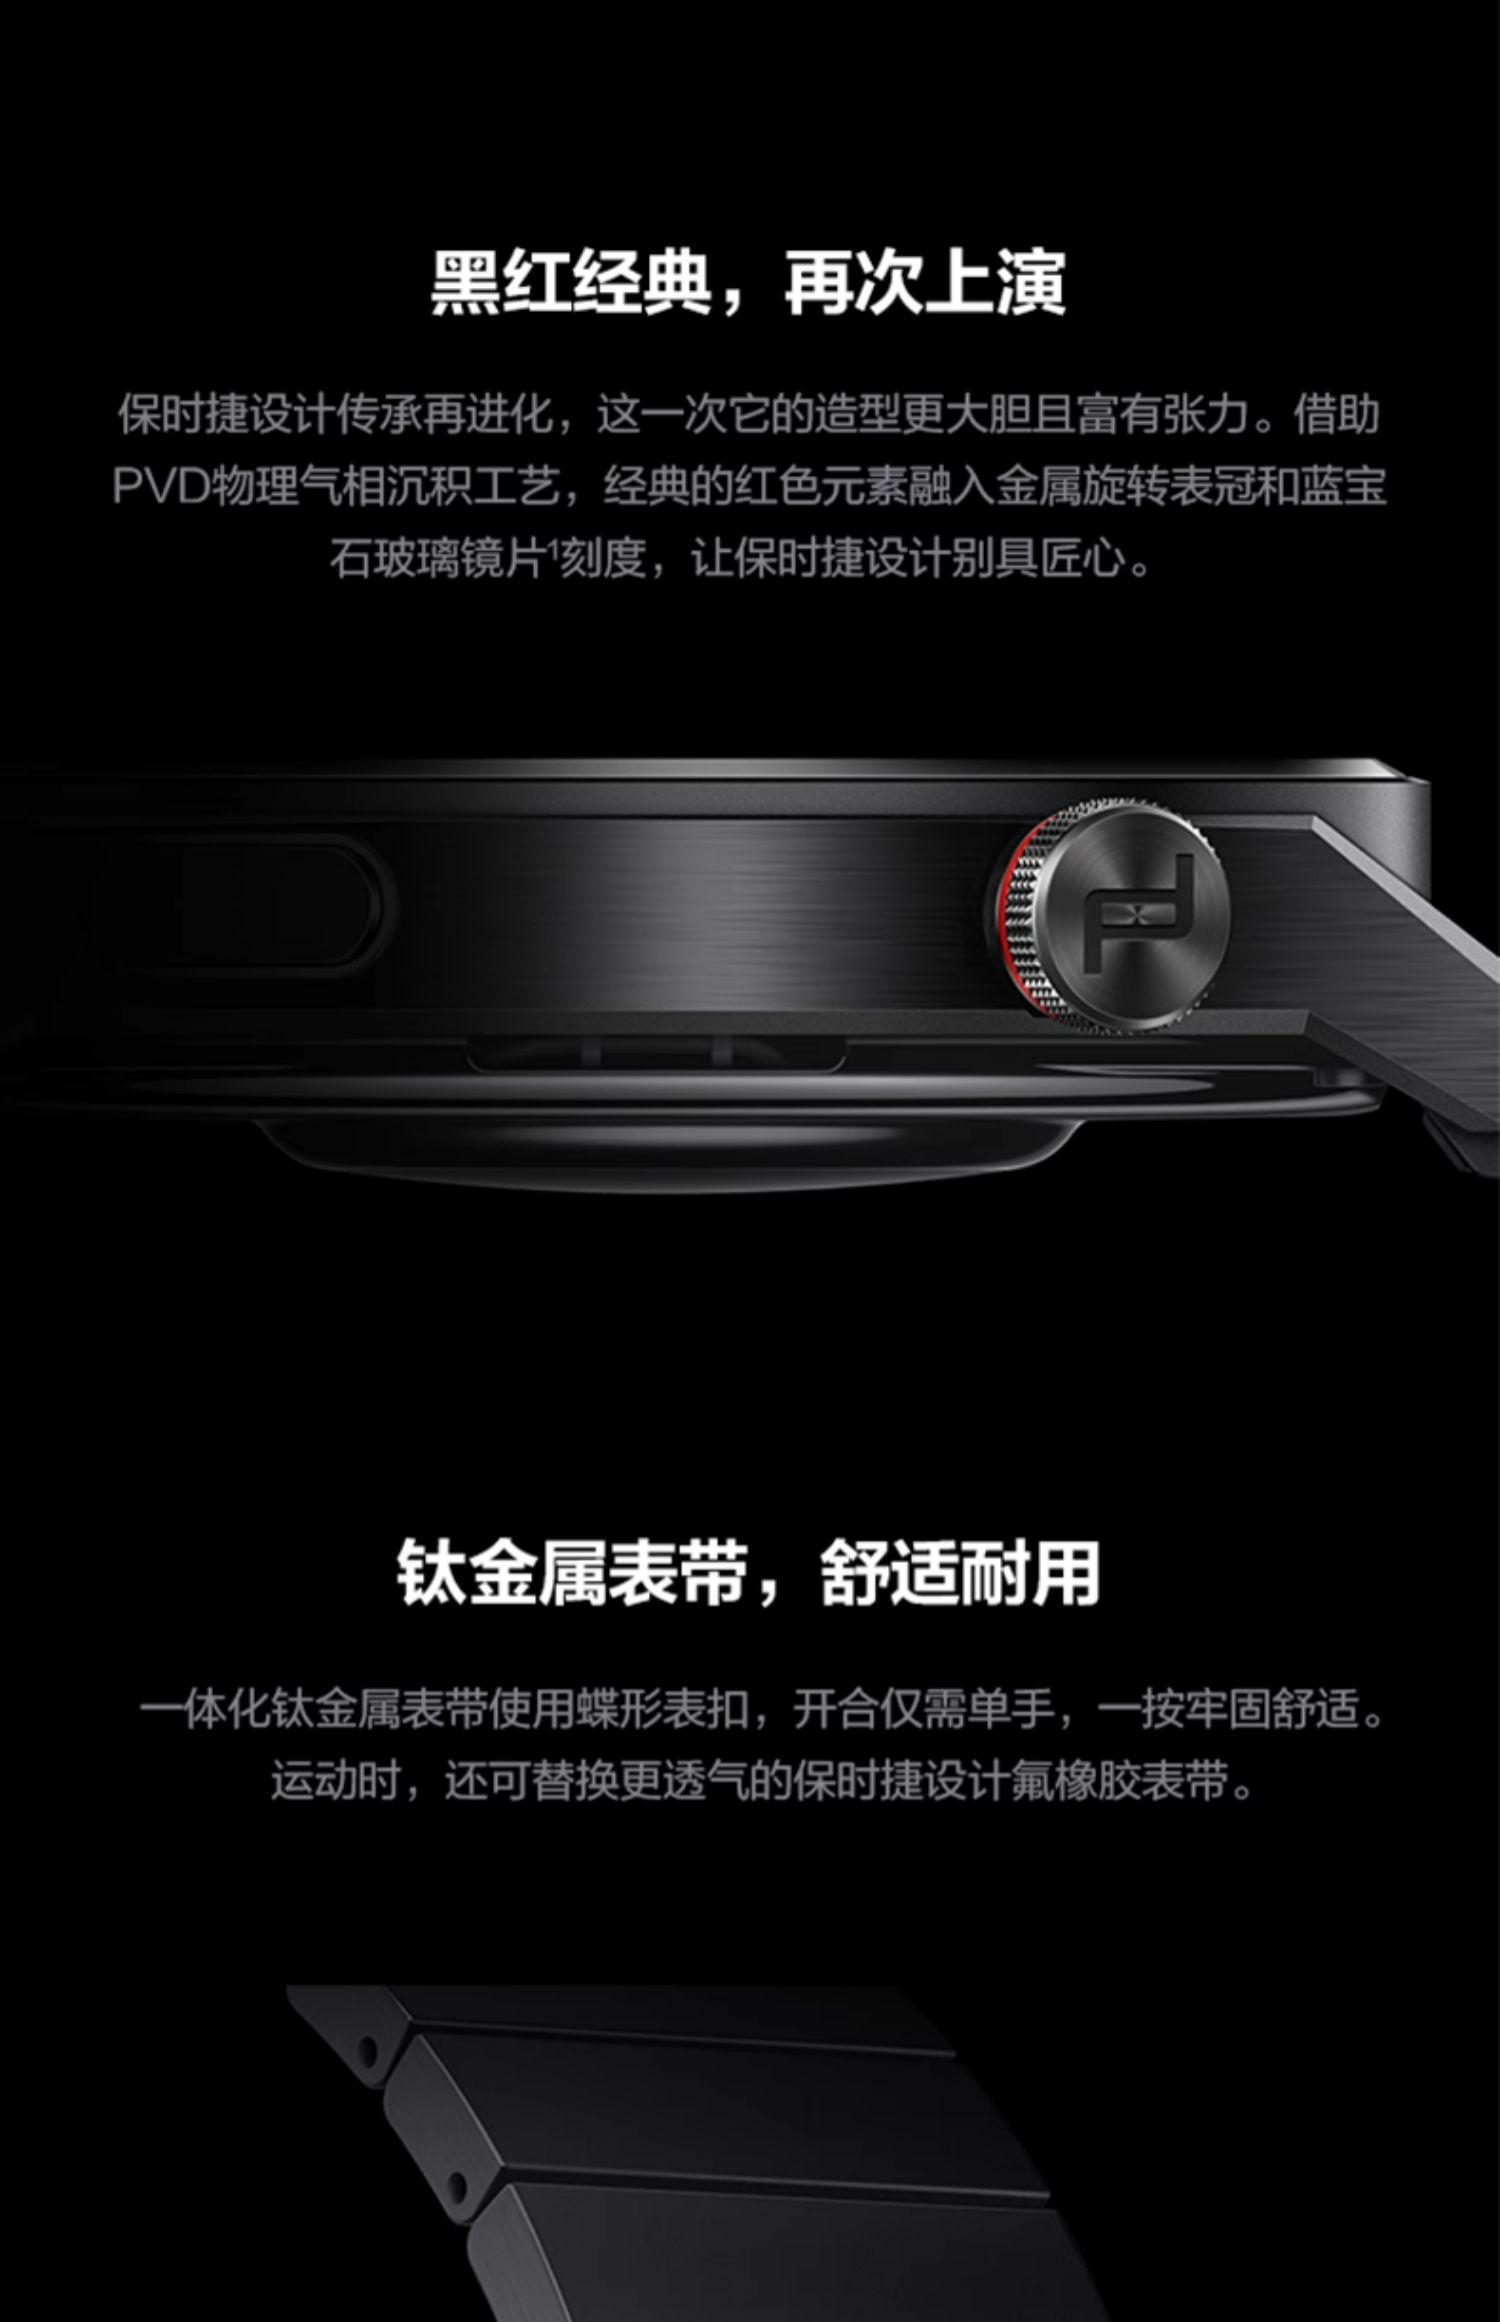 黑红经典，再次上演
保时捷设计传承再进化，这一次它的造型更大胆且富有张力。借助
PVD物理气相沉积工艺，经典的红色元素融入金属旋转表冠和蓝宝
石玻璃镜片¹刻度，让保时捷设计别具匠心。
钛金属表带，舒适耐用
一体化钛金属表带使用蝶形表扣，开合仅需单手，一按牢固舒适。
运动时，还可替换更透气的保时捷设计氟橡胶表带。